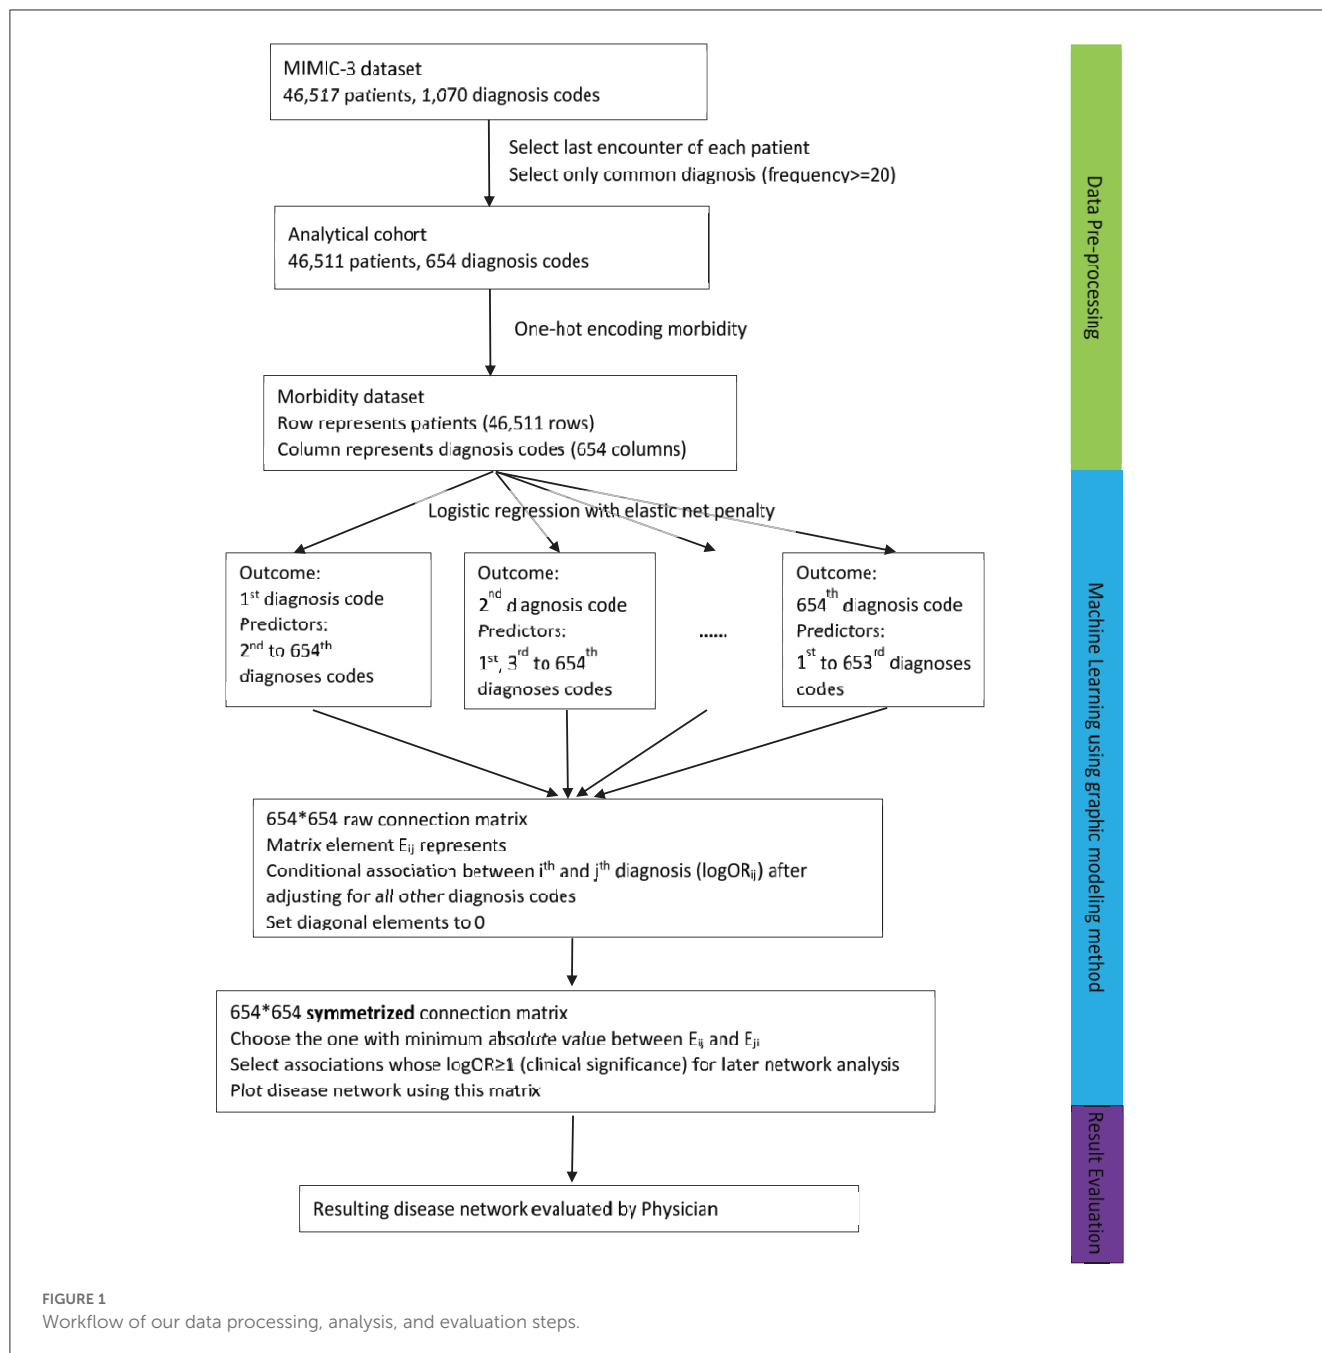 MIMIC-3 dataset
46,517 patients, 1,070 diagnosis codes
Select last encounter of each patient
Select only common diagnosis (frequency>=20)
Analytical cohort
46,511 patients, 654 diagnosis codes
One-hot encoding morbidity
Morbidity dataset
Row represents patients (46,511 rows)
Column represents diagnosis codes (654 columns)
Logistic regression with elastic net penalty
Outcome:
1st diagnosis code
Predictors:
2nd to 654th
diagnoses codes
Outcome:
2nd diagnosis code
Predictors:
1st, 3rd to 654th
diagnoses codes
......
Outcome:
654th diagnosis code
Predictors:
1st to 653rd diagnoses
codes
654*654 raw connection matrix
Matrix element Eij represents
Conditional association between ith and jth diagnosis (logORij) after
adjusting for all other diagnosis codes
Set diagonal elements to 0
654*654 symmetrized connection matrix
Choose the one with minimum absolute value between Eij and Eji
Select associations whose logOR≥1 (clinical significance) for later network analysis
Plot disease network using this matrix
Resulting disease network evaluated by Physician
Data Pre-processing
Machine Learning using graphic modeling method
Result Evaluation
FIGURE 1
Workflow of our data processing, analysis, and evaluation steps.